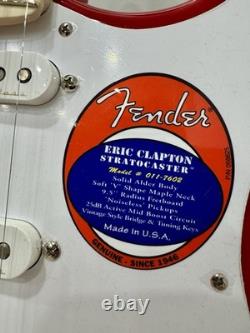 Fender
ERIC CLAPTON
STRATOCASTER™
Model # 011-7602
Solid Alder Body
Soft "V" Shape Maple Neck
9.5" Radius Fretboard
"Noiseless" Pickups
25dB Active Mid Boost Circuit
Vintage Style Bridge & Tuning Keys
Made in U.S.A.
GENUINE - SINCE 1946